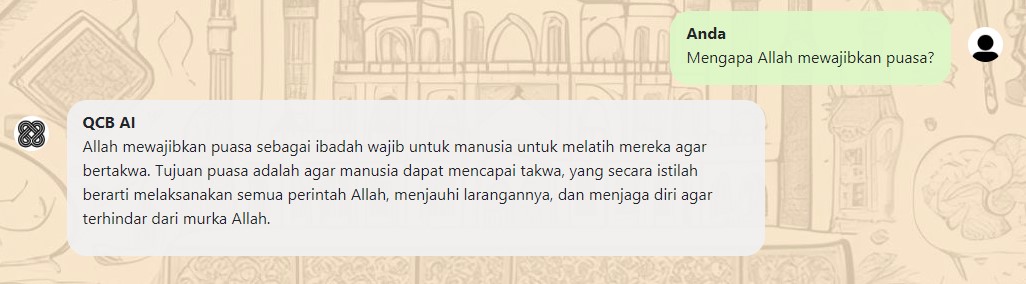 Anda
Mengapa Allah mewajibkan puasa?
QCB AI
Allah mewajibkan puasa sebagai ibadah wajib untuk manusia untuk melatih mereka agar
bertakwa. Tujuan puasa adalah agar manusia dapat mencapai takwa, yang secara istilah
berarti melaksanakan semua perintah Allah, menjauhi larangannya, dan menjaga diri agar
terhindar dari murka Allah.